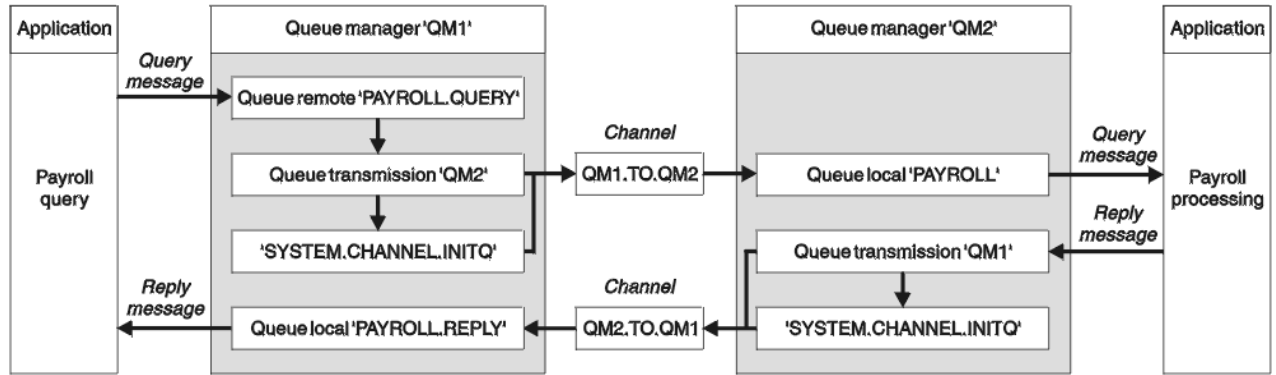 Application
Queue manager 'QM1'
Queue manager 'QM2'
Application
Query
message
Queue remote 'PAYROLL.QUERY'
Channel
Query
message
Payroll
query
Queue transmission 'QM2'
QM1.TO.QM2
Queue local 'PAYROLL'
Payroll
processing
Reply
message
'SYSTEM.CHANNEL.INITQ'
Queue transmission 'QM1'
Reply
message
Channel
Queue local 'PAYROLL.REPLY'
QM2.TO.QM1
'SYSTEM.CHANNEL.INITQ'